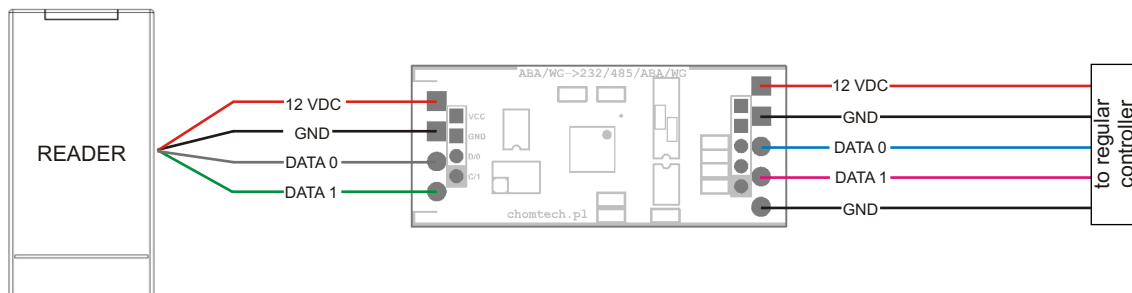 READER
12 VDC
GND
DATA 0
DATA 1
ABA/WG->232/485/ABA/WG
VCC
GND
D/0
C/1
chomtech.pl
12 VDC
GND
DATA 0
DATA 1
GND
to regular
controller